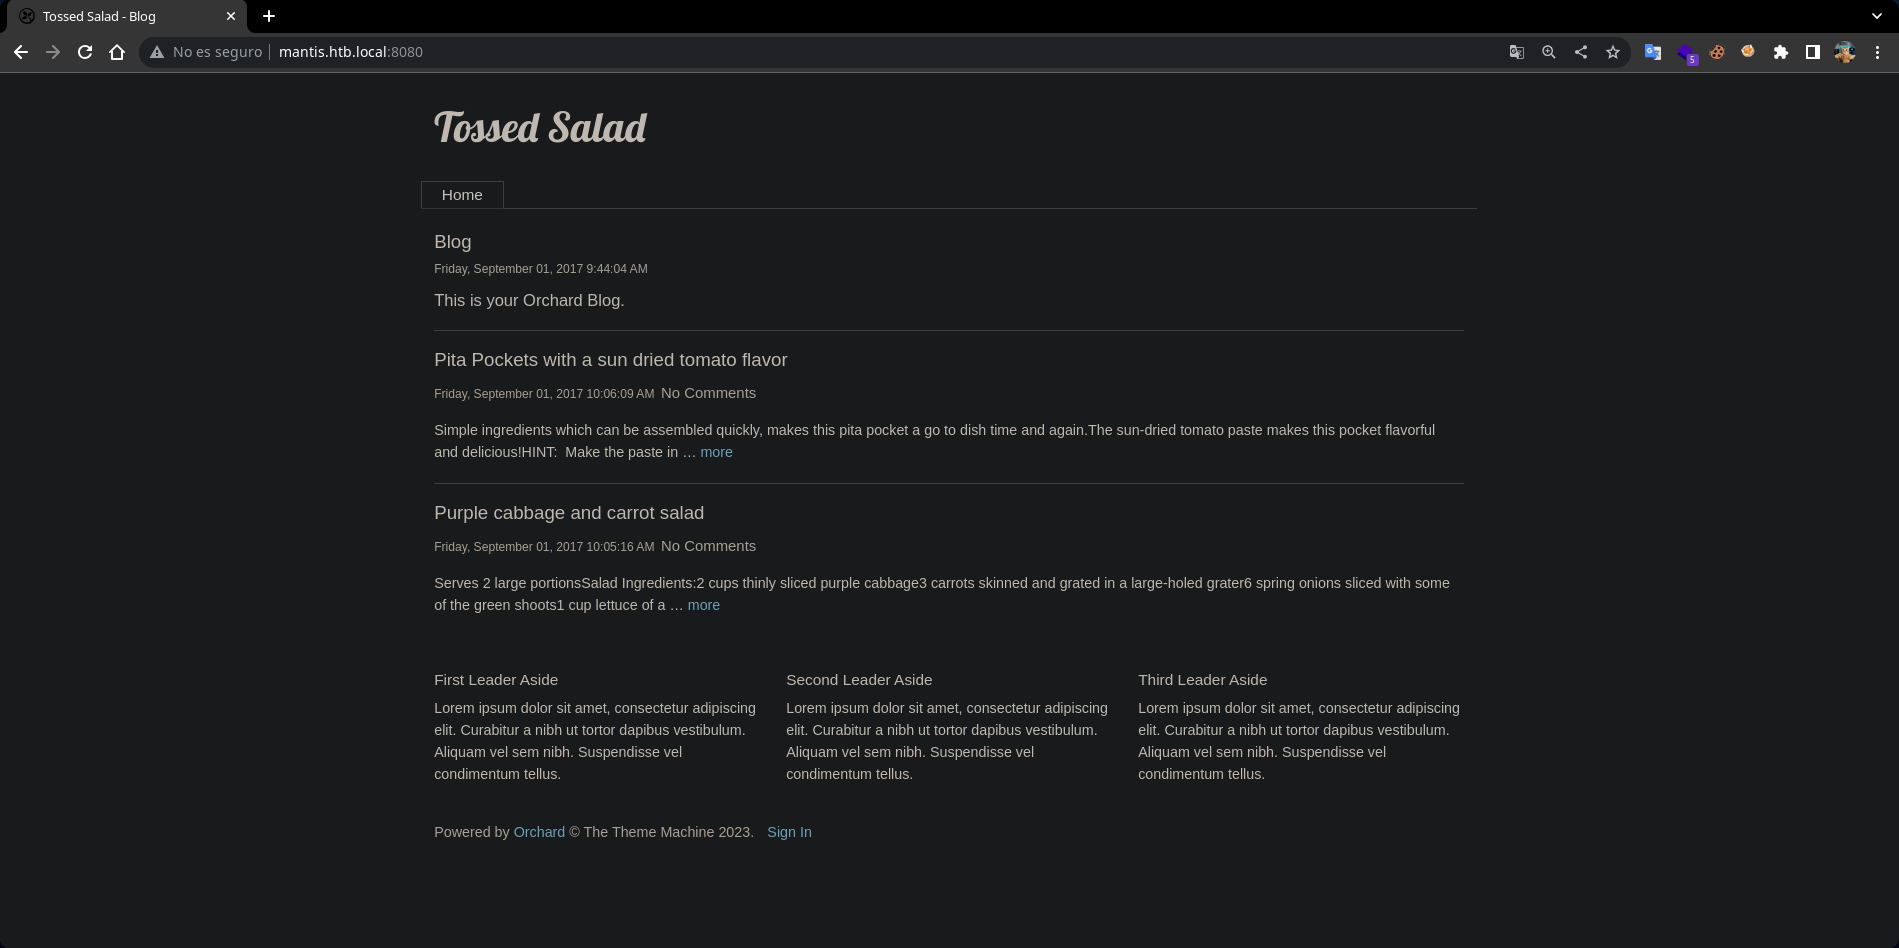 Tossed Salad - Blog
No es seguro | mantis.htb.local:8080
5
Tossed Salad
Home
Blog
Friday, September 01, 2017 9:44:04 AM
This is your Orchard Blog.
Pita Pockets with a sun dried tomato flavor
Friday, September 01, 2017 10:06:09 AM No Comments
Simple ingredients which can be assembled quickly, makes this pita pocket a go to dish time and again.The sun-dried tomato paste makes this pocket flavorful
and delicious!HINT:  Make the paste in … more
Purple cabbage and carrot salad
Friday, September 01, 2017 10:05:16 AM No Comments
Serves 2 large portionsSalad Ingredients:2 cups thinly sliced purple cabbage3 carrots skinned and grated in a large-holed grater6 spring onions sliced with some
of the green shoots1 cup lettuce of a … more
First Leader Aside
Lorem ipsum dolor sit amet, consectetur adipiscing
elit. Curabitur a nibh ut tortor dapibus vestibulum.
Aliquam vel sem nibh. Suspendisse vel
condimentum tellus.
Second Leader Aside
Lorem ipsum dolor sit amet, consectetur adipiscing
elit. Curabitur a nibh ut tortor dapibus vestibulum.
Aliquam vel sem nibh. Suspendisse vel
condimentum tellus.
Third Leader Aside
Lorem ipsum dolor sit amet, consectetur adipiscing
elit. Curabitur a nibh ut tortor dapibus vestibulum.
Aliquam vel sem nibh. Suspendisse vel
condimentum tellus.
Powered by Orchard © The Theme Machine 2023. Sign In